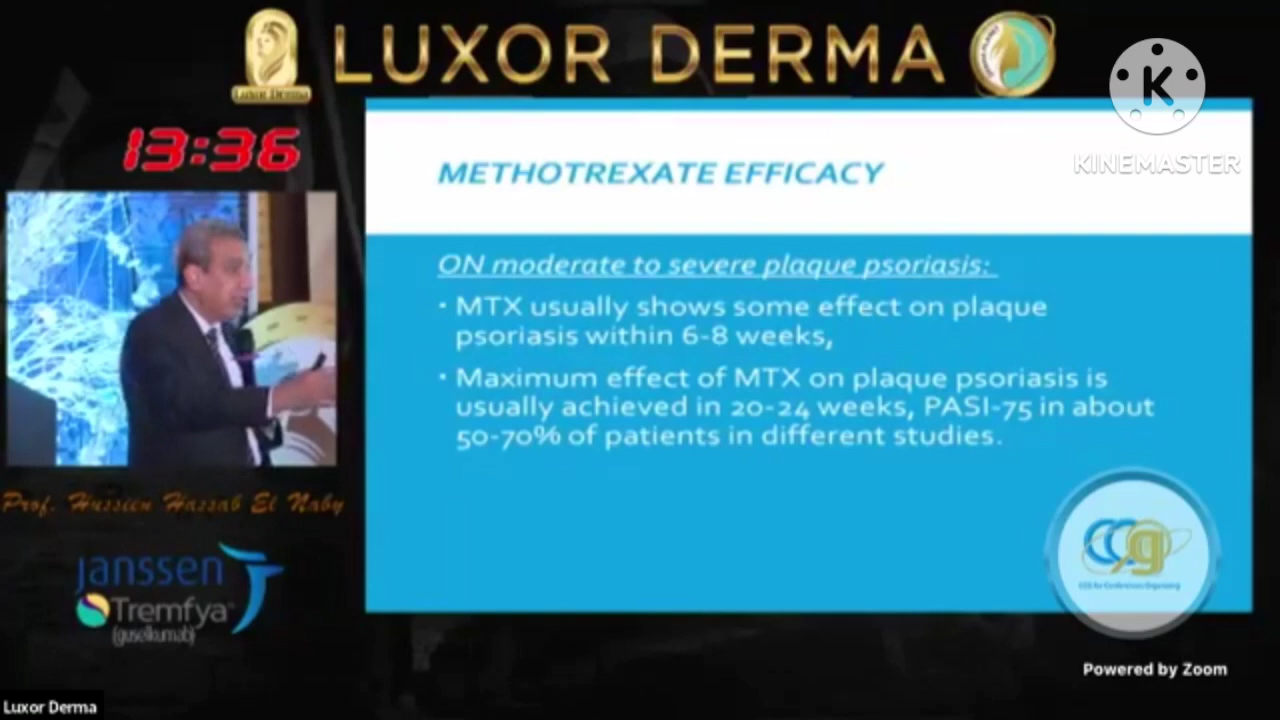 LUXOR DERMA
Luxor Derma
K
KINEMASTER
13:36
METHOTREXATE EFFICACY
ON moderate to severe plaque psoriasis:
• MTX usually shows some effect on plaque
psoriasis within 6-8 weeks,
• Maximum effect of MTX on plaque psoriasis is
usually achieved in 20-24 weeks, PASI-75 in about
50-70% of patients in different studies.
Prof. Hussien Hassab El Naby
janssen
Tremfya™
(guselkumab)
CCg
Powered by Zoom
Luxor Derma